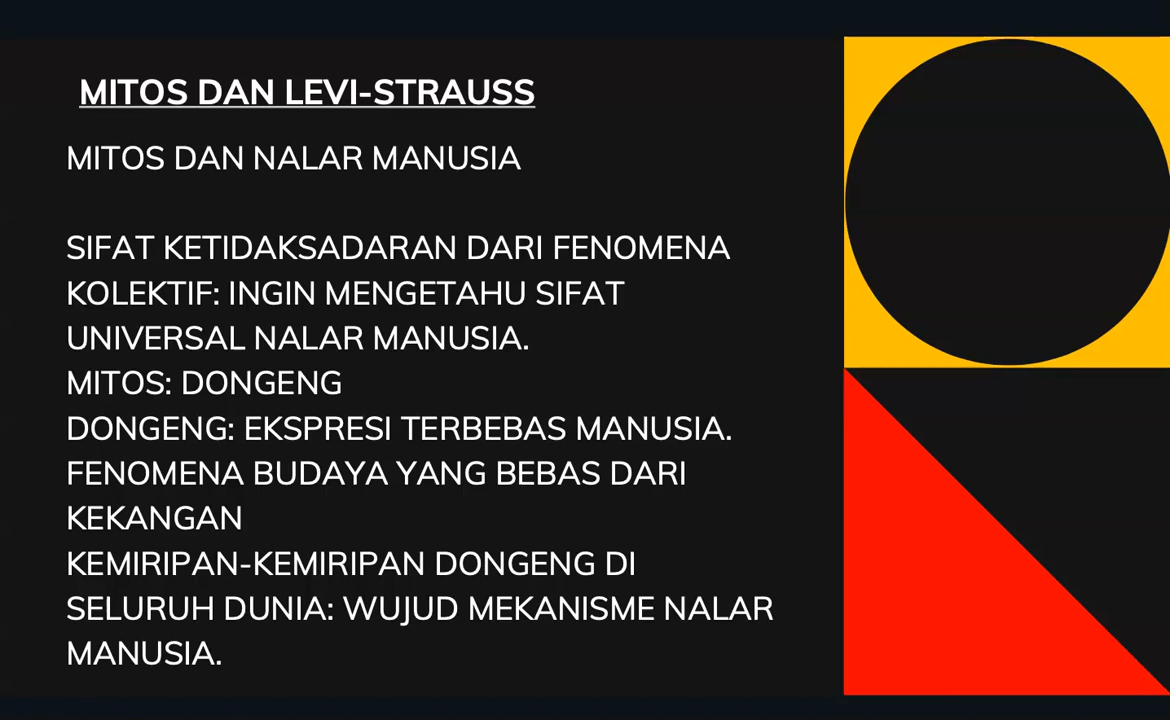 MITOS DAN LEVI-STRAUSS
MITOS DAN NALAR MANUSIA
SIFAT KETIDAKSADARAN DARI FENOMENA
KOLEKTIF: INGIN MENGETAHU SIFAT
UNIVERSAL NALAR MANUSIA.
MITOS: DONGENG
DONGENG: EKSPRESI TERBEBAS MANUSIA.
FENOMENA BUDAYA YANG BEBAS DARI
KEKANGAN
KEMIRIPAN-KEMIRIPAN DONGENG DI
SELURUH DUNIA: WUJUD MEKANISME NALAR
MANUSIA.